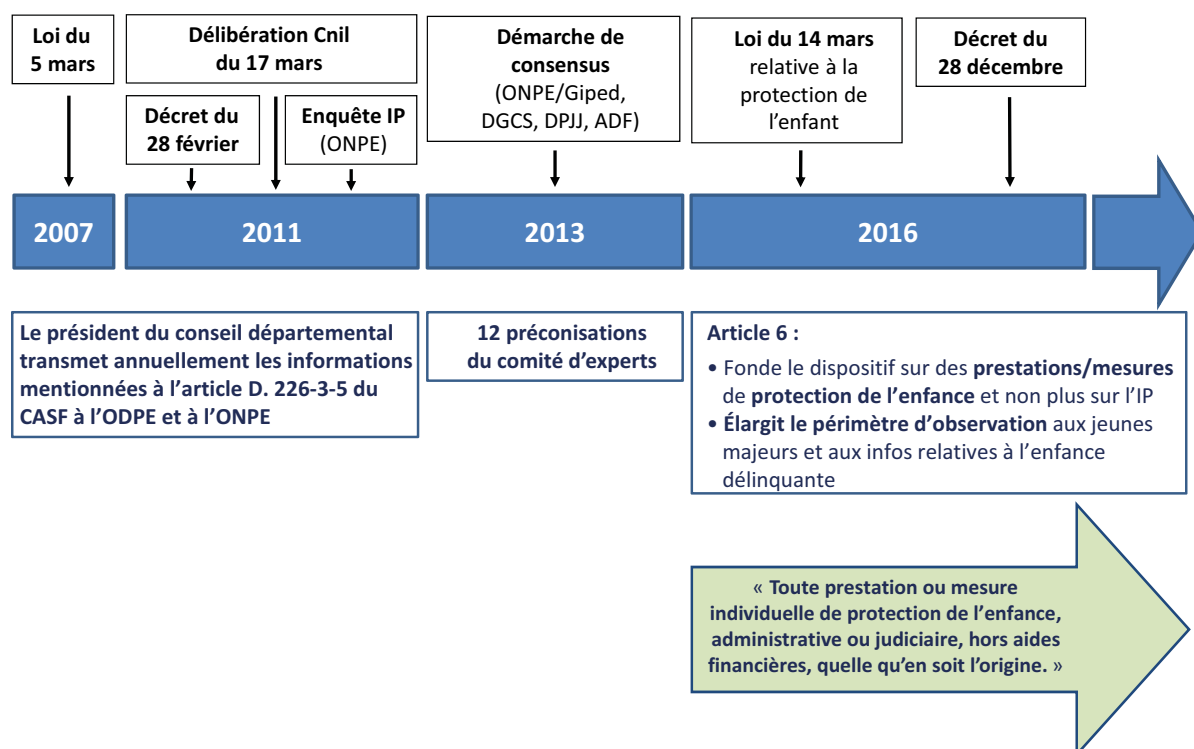 Loi du
5 mars
Délibération Cnil
du 17 mars
Décret du
28 février
Enquête IP
(ONPE)
Démarche de
consensus
(ONPE/Giped,
DGCS, DPJJ, ADF)
Loi du 14 mars
relative à la
protection de
l’enfant
Décret du
28 décembre
2007
2011
2013
2016
Le président du conseil départemental
transmet annuellement les informations
mentionnées à l’article D. 226-3-5 du
CASF à l’ODPE et à l’ONPE
12 préconisations
du comité d’experts
Article 6 :
• Fonde le dispositif sur des prestations/mesures
de protection de l’enfance et non plus sur l’IP
• Élargit le périmètre d’observation aux jeunes
majeurs et aux infos relatives à l’enfance
délinquante
« Toute prestation ou mesure
individuelle de protection de l’enfance,
administrative ou judiciaire, hors aides
financières, quelle qu’en soit l’origine. »